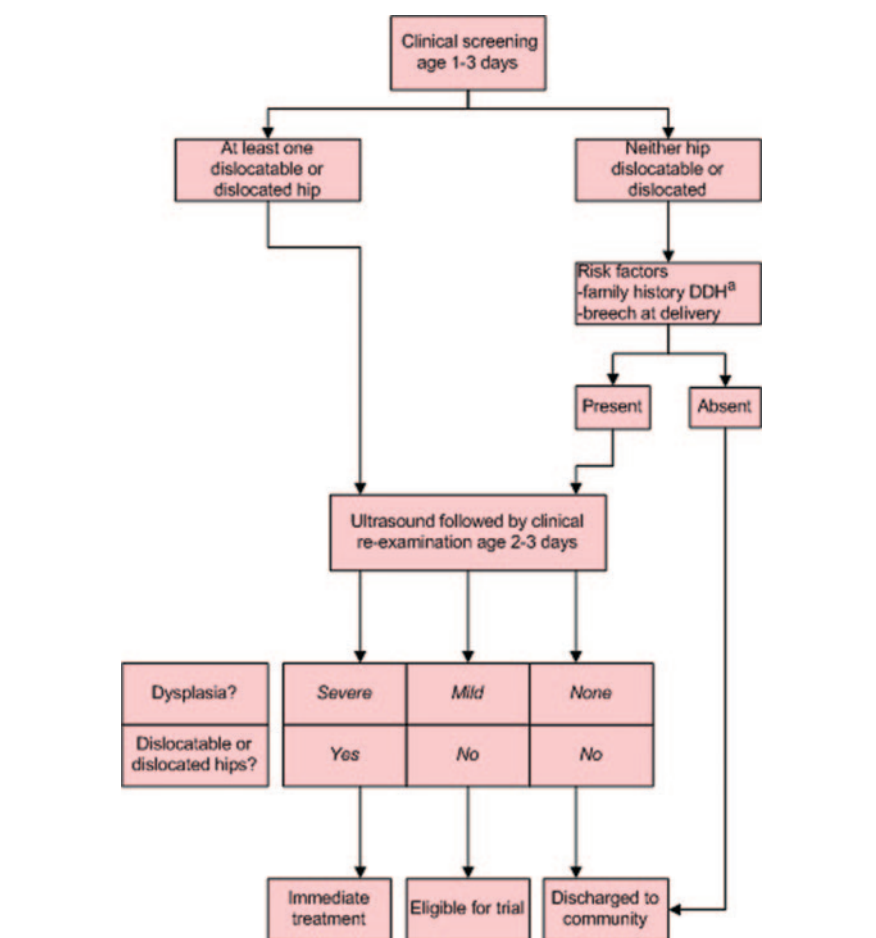 Clinical screening
age 1-3 days
At least one
dislocatable or
dislocated hip
Neither hip
dislocatable or
dislocated
Risk factors
-family history DDHa
-breech at delivery
Present
Absent
Ultrasound followed by clinical
re-examination age 2-3 days
Dysplasia?
Severe
Mild
None
Dislocatable or
dislocated hips?
Yes
No
No
Immediate
treatment
Eligible for trial
Discharged to
community